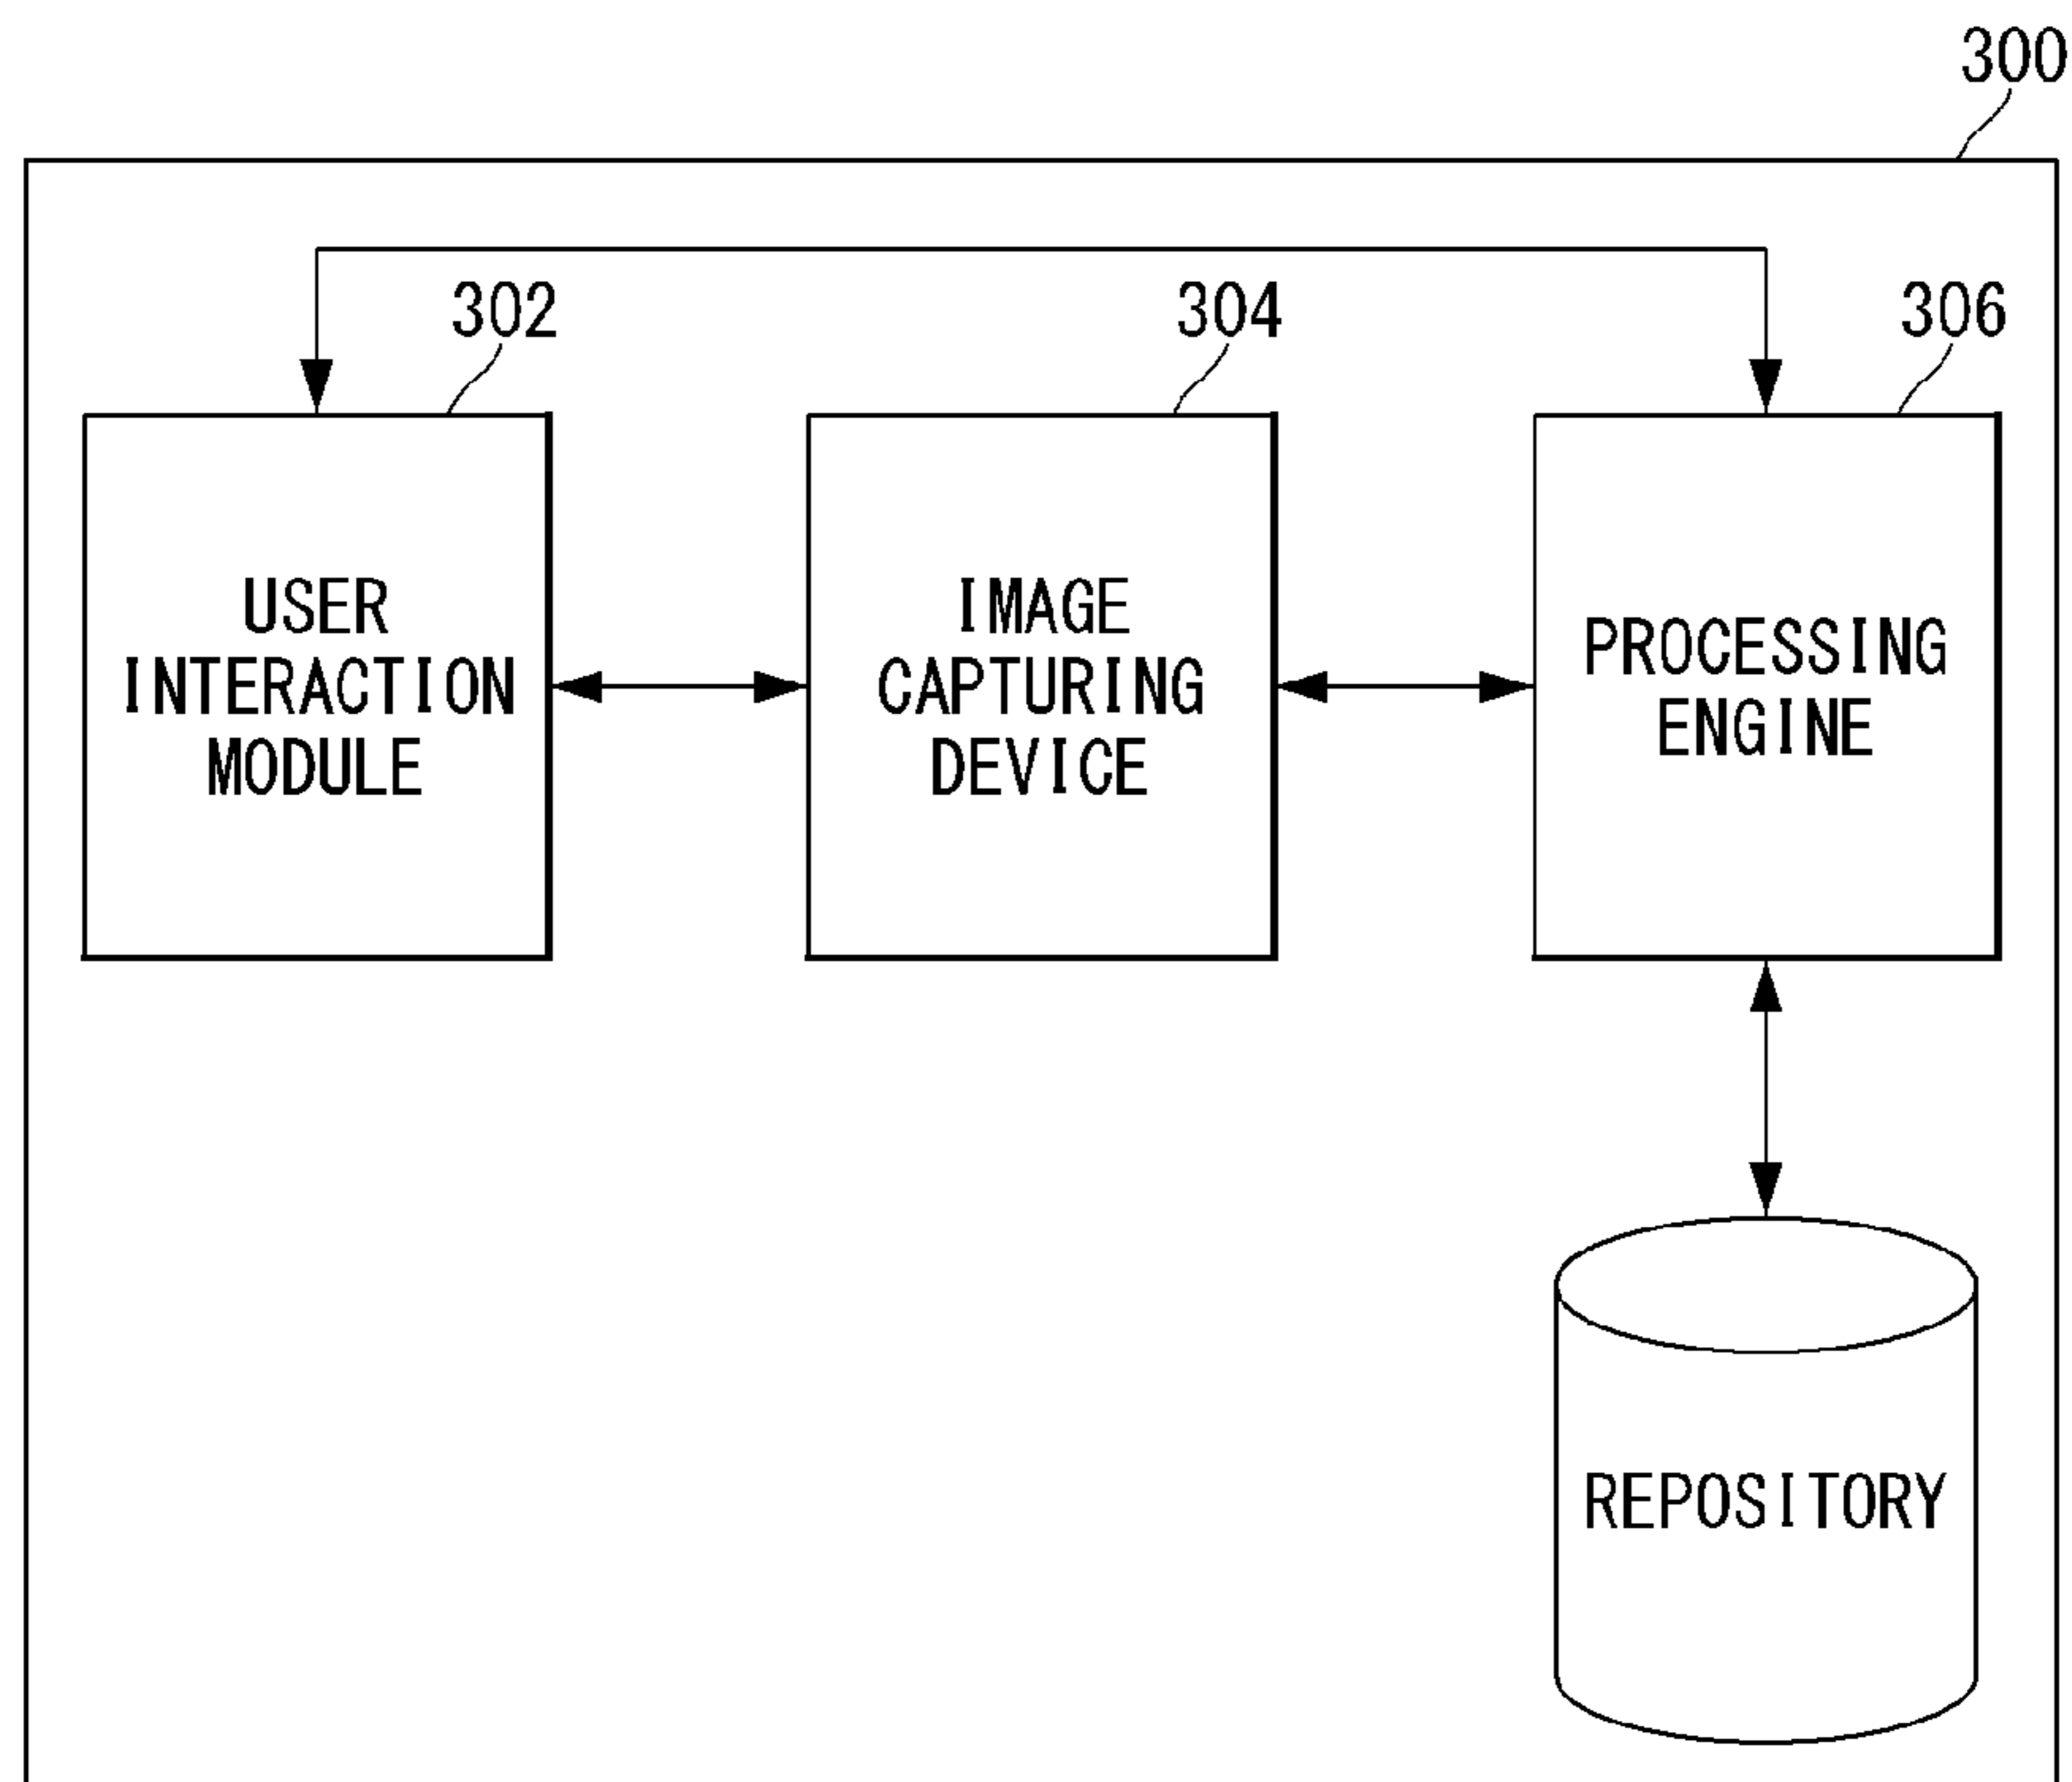 300
302
304
306
USER
INTERACTION
MODULE
IMAGE
CAPTURING
DEVICE
PROCESSING
ENGINE
REPOSITORY